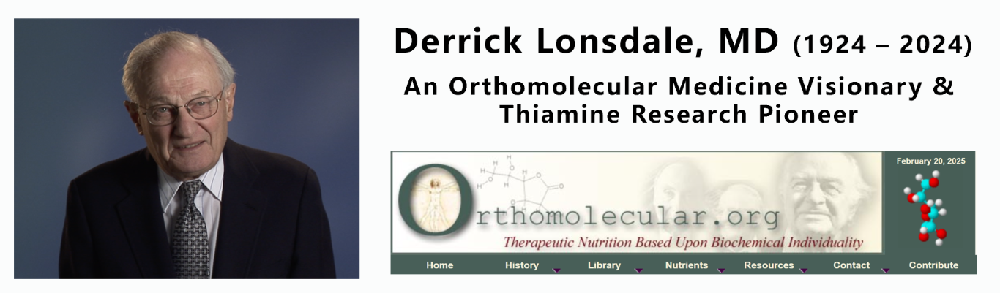 Derrick Lonsdale, MD (1924 – 2024)
An Orthomolecular Medicine Visionary &
Thiamine Research Pioneer
February 20, 2025
H
H
H
H
H
H
O
O
O
O
O
Orthomolecular.org
Therapeutic Nutrition Based Upon Biochemical Individuality
Home History Library Nutrients Resources Contact Contribute